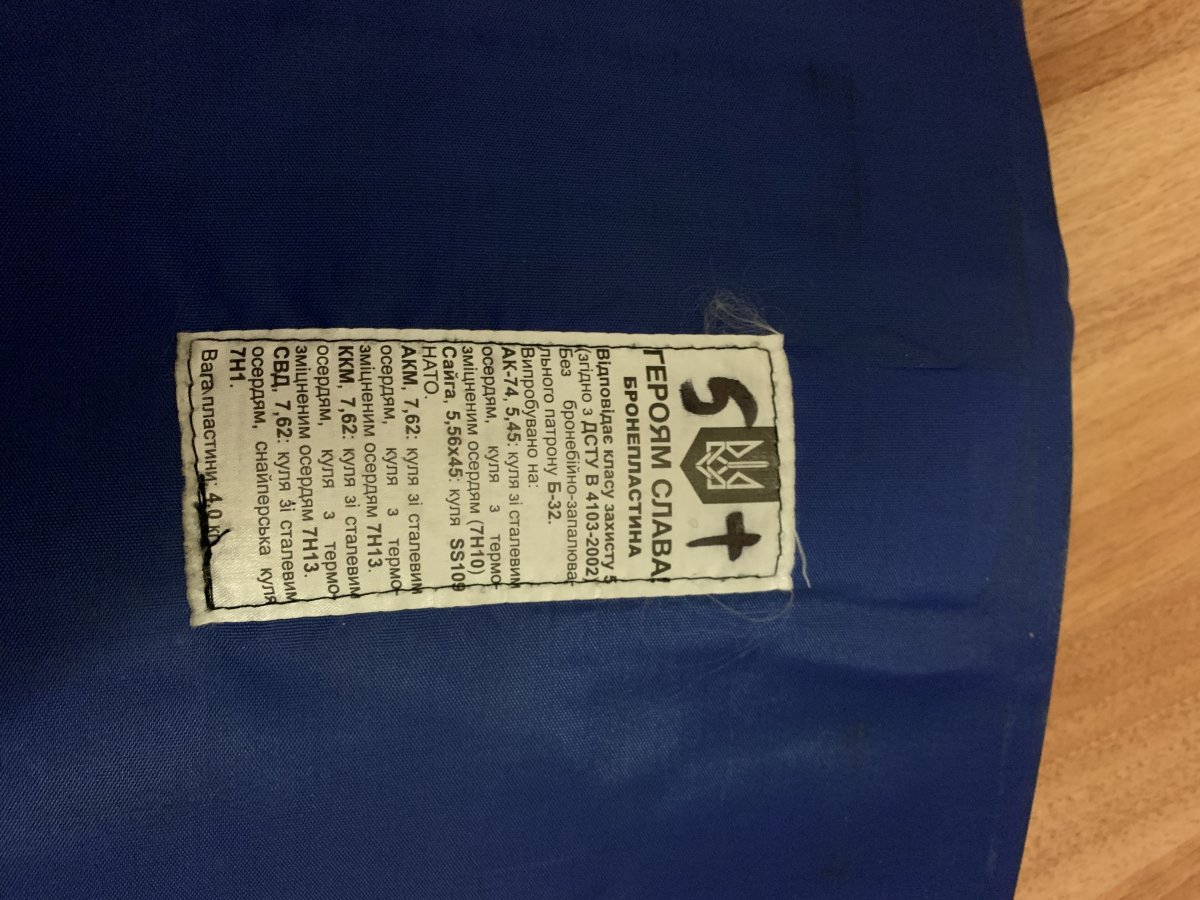 5 +
ГЕРОЯМ СЛАВА!
БРОНЕПЛАСТИНА
Відповідає класу захисту 5
(згідно з ДСТУ В 4103-2002)
Без бронебійно-запалюва-
льного патрону Б-32.
Випробувано на:
АК-74, 5,45: куля зі сталевим
осердям, куля з термо-
зміцненим осердям (7Н10)
Сайга, 5,56х45: куля SS109
НАТО.
АКМ, 7,62: куля зі сталевим
осердям, куля з термо-
зміцненим осердям 7Н13.
ККМ, 7,62: куля зі сталевим
осердям, куля з термо-
зміцненим осердям 7Н13.
СВД, 7,62: куля зі сталевим
осердям, снайперська куля
7Н1.
Вага пластини: 4,0 кг